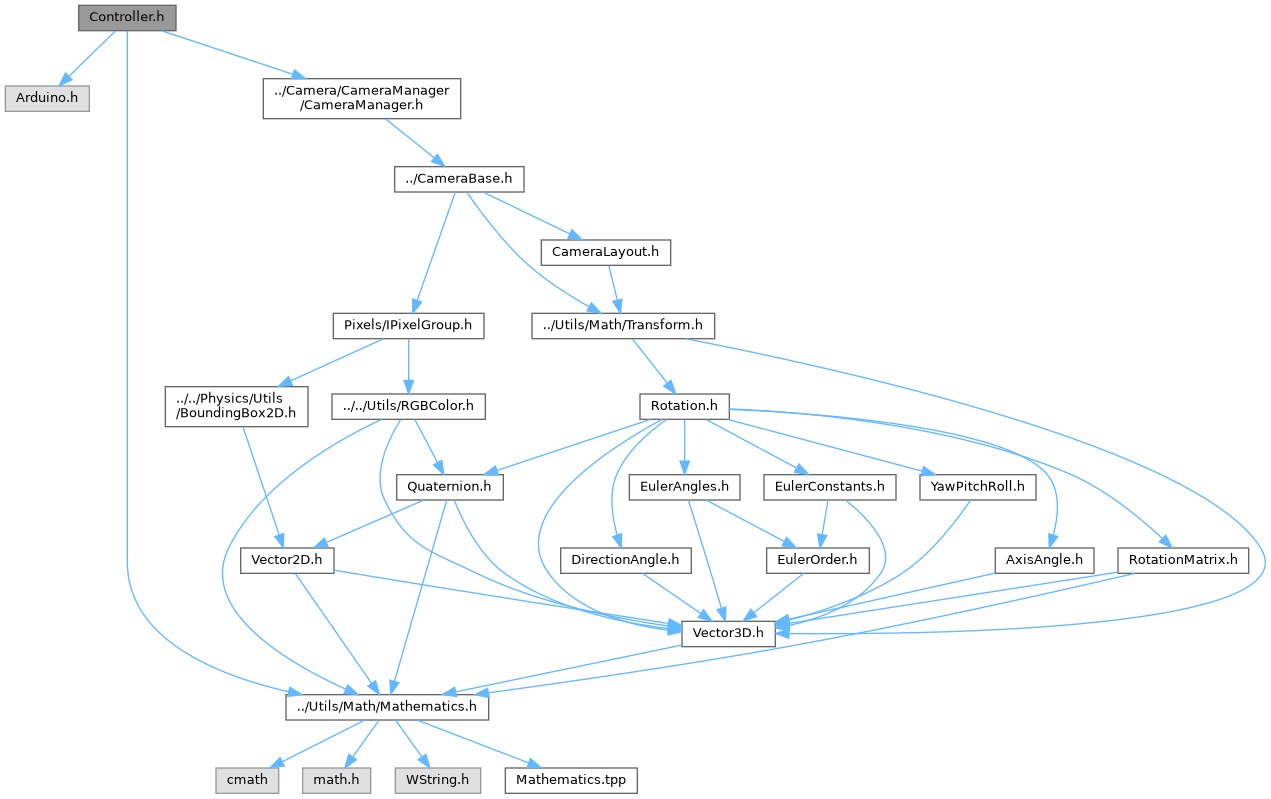 Controller.h
Arduino.h
../Camera/CameraManager
/CameraManager.h
../CameraBase.h
CameraLayout.h
Pixels/IPixelGroup.h
../Utils/Math/Transform.h
../../Physics/Utils
/BoundingBox2D.h
../../Utils/RGBColor.h
Rotation.h
Quaternion.h
EulerAngles.h
EulerConstants.h
YawPitchRoll.h
Vector2D.h
DirectionAngle.h
EulerOrder.h
AxisAngle.h
RotationMatrix.h
Vector3D.h
../Utils/Math/Mathematics.h
cmath
math.h
WString.h
Mathematics.tpp